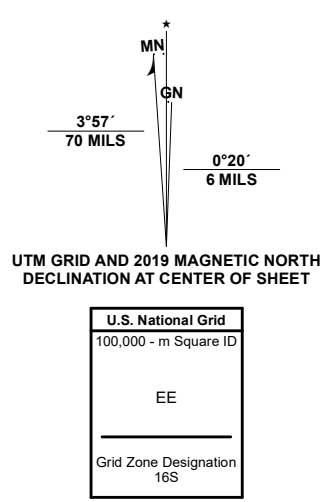 MN
GN
3°57´
70 MILS
0°20´
6 MILS
UTM GRID AND 2019 MAGNETIC NORTH
DECLINATION AT CENTER OF SHEET
U.S. National Grid
100,000 - m Square ID
EE
Grid Zone Designation
16S